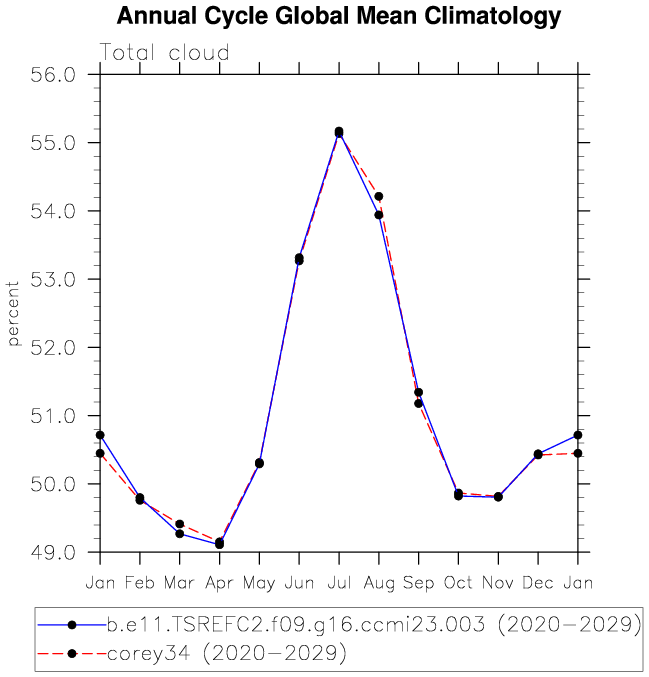 Annual Cycle Global Mean Climatology
Total cloud
56.0
55.0
54.0
53.0
52.0
51.0
50.0
49.0
percent
Jan Feb Mar Apr May Jun Jul Aug Sep Oct Nov Dec Jan
b.e11.TSREFC2.f09.g16.ccmi23.003 (2020-2029)
corey34 (2020-2029)